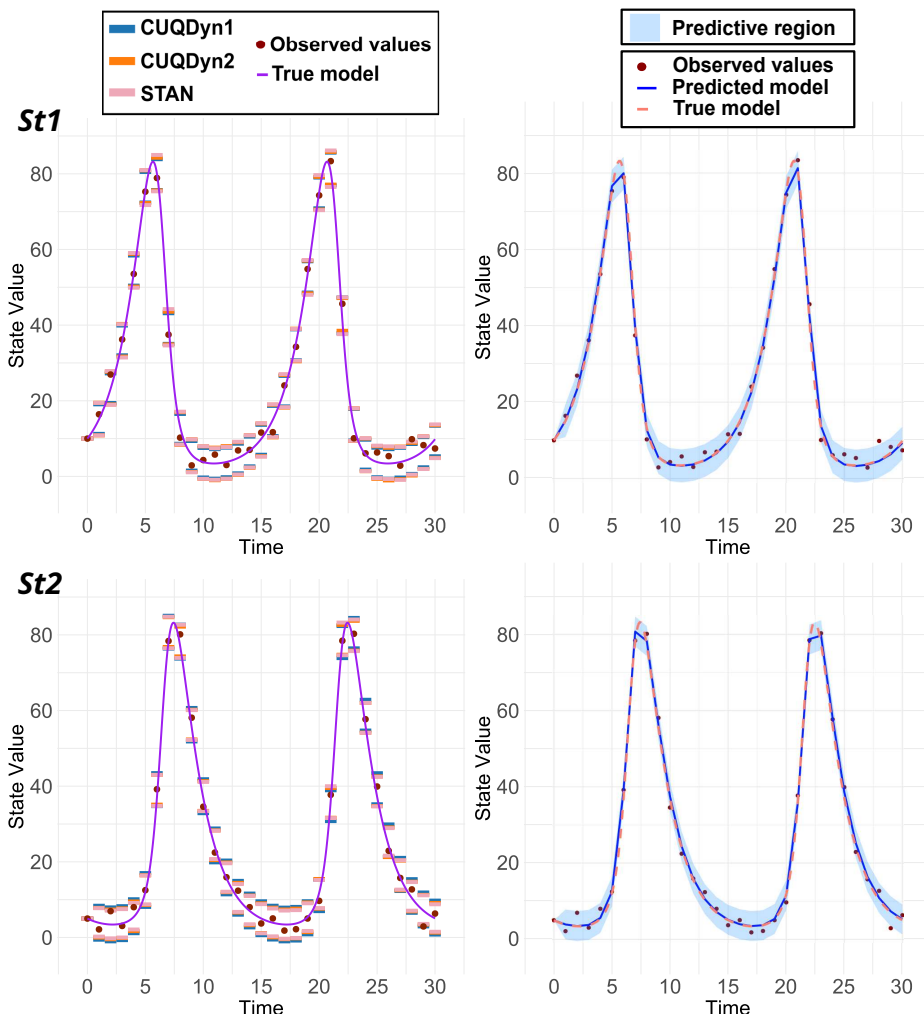 CUQDyn1
CUQDyn2
STAN
Observed values
True model
Predictive region
Observed values
Predicted model
True model
St1
State Value
80
60
40
20
0
0 5 10 15 20 25 30
Time
State Value
80
60
40
20
0
0 5 10 15 20 25 30
Time
St2
State Value
80
60
40
20
0
0 5 10 15 20 25 30
Time
State Value
80
60
40
20
0
0 5 10 15 20 25 30
Time